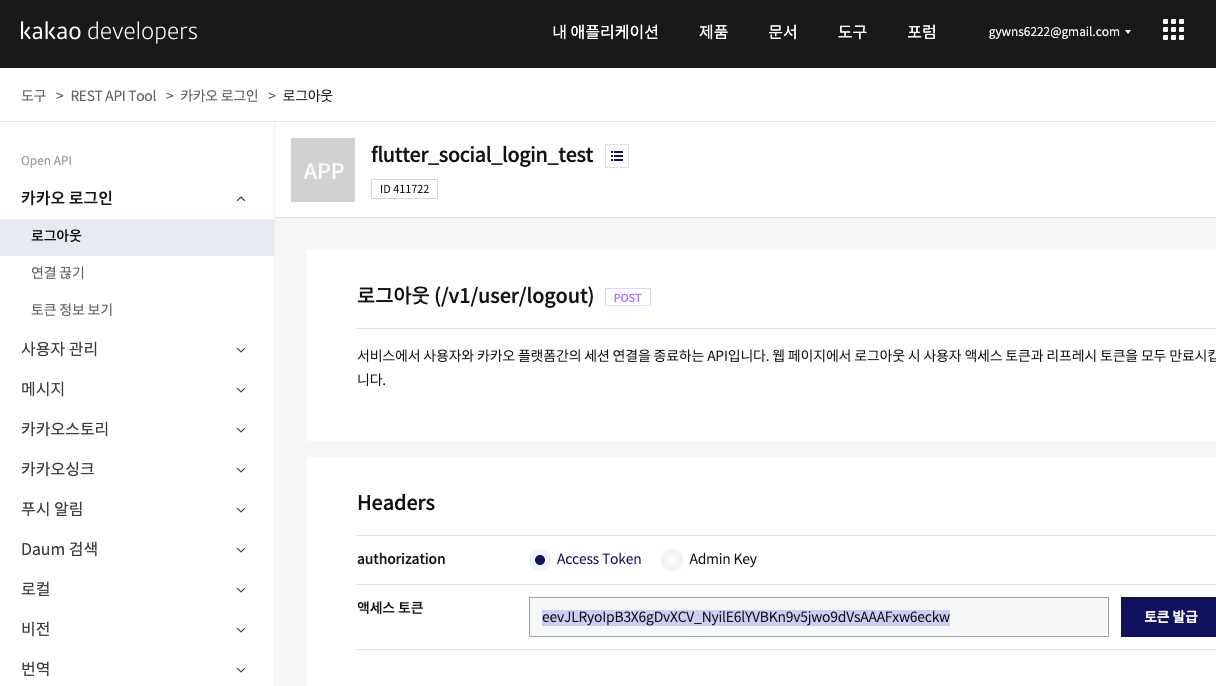 kakao developers
내 애플리케이션 제품 문서 도구 포럼 gywns6222@gmail.com
도구 > REST API Tool > 카카오 로그인 > 로그아웃
Open API
카카오 로그인
로그아웃
연결 끊기
토큰 정보 보기
사용자 관리
메시지
카카오스토리
카카오싱크
푸시 알림
Daum 검색
로컬
비전
번역
APP
flutter_social_login_test
ID 411722
로그아웃 (/v1/user/logout) POST
서비스에서 사용자와 카카오 플랫폼간의 세션 연결을 종료하는 API입니다. 웹 페이지에서 로그아웃 시 사용자 액세스 토큰과 리프레시 토큰을 모두 만료시킵
니다.
Headers
authorization Access Token Admin Key
액세스 토큰 eevJLRyoIpB3X6gDvXCV_NyilE6lYVBKn9v5jwo9dVsAAAFxw6eckw 토큰 발급